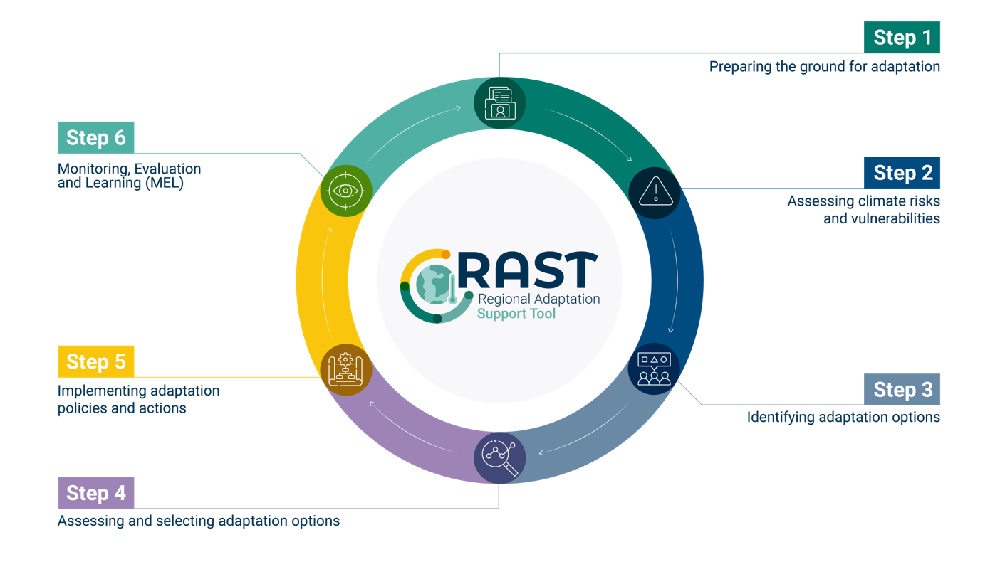 Step 1
Preparing the ground for adaptation
Step 2
Assessing climate risks
and vulnerabilities
Step 3
Identifying adaptation options
Step 4
Assessing and selecting adaptation options
Step 5
Implementing adaptation
policies and actions
Step 6
Monitoring, Evaluation
and Learning (MEL)
RAST
Regional Adaptation
Support Tool